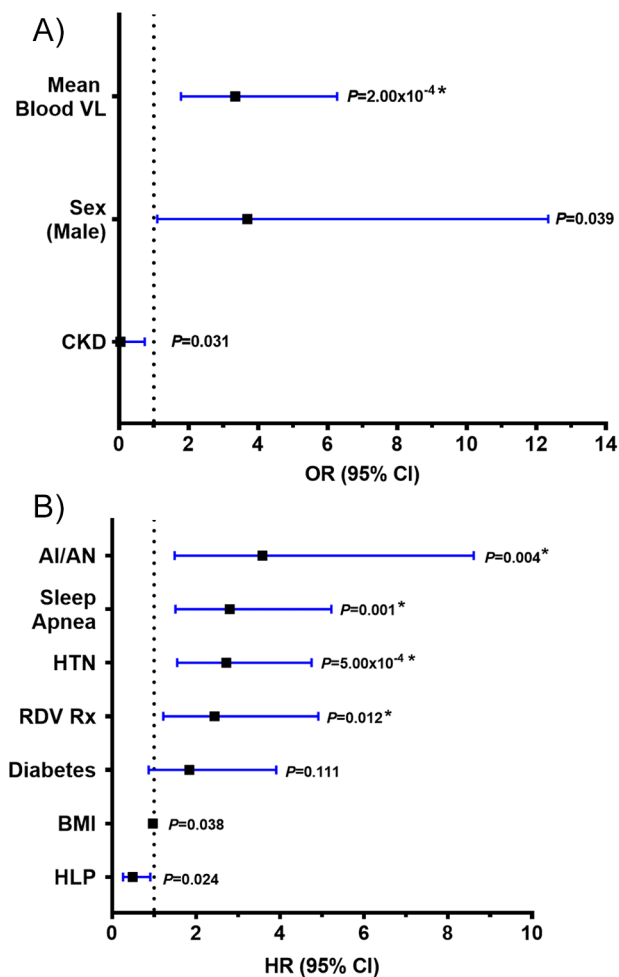 A)
Mean
Blood VL
P=2.00x10⁻⁴ *
Sex
(Male)
P=0.039
CKD
P=0.031
0 2 4 6 8 10 12 14
OR (95% CI)
B)
AI/AN
P=0.004*
Sleep
Apnea
P=0.001*
HTN
P=5.00x10⁻⁴ *
RDV Rx
P=0.012*
Diabetes
P=0.111
BMI
P=0.038
HLP
P=0.024
0 2 4 6 8 10
HR (95% CI)